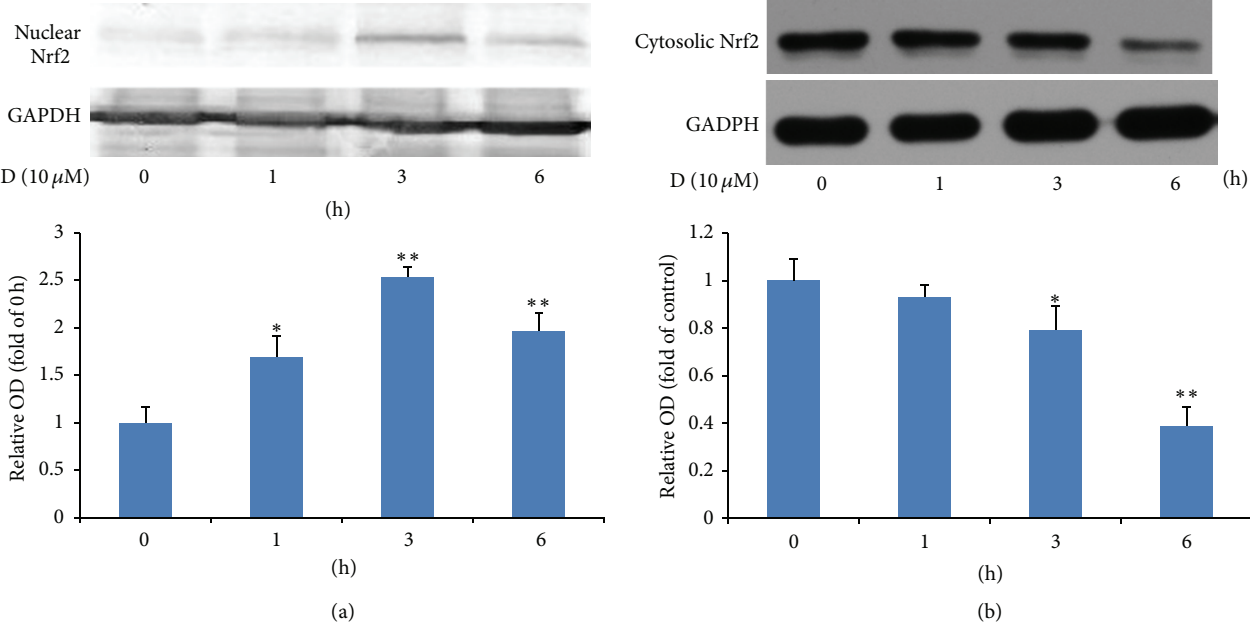 Nuclear
Nrf2
GAPDH
D (10 μM) 0 1 3 6
(h)
Relative OD (fold of 0 h)
3
2.5
2
1.5
1
0.5
0
*
**
**
0 1 3 6
(h)
(a)
Cytosolic Nrf2
GADPH
D (10 μM) 0 1 3 6 (h)
Relative OD (fold of control)
1.2
1
0.8
0.6
0.4
0.2
0
*
**
0 1 3 6
(h)
(b)